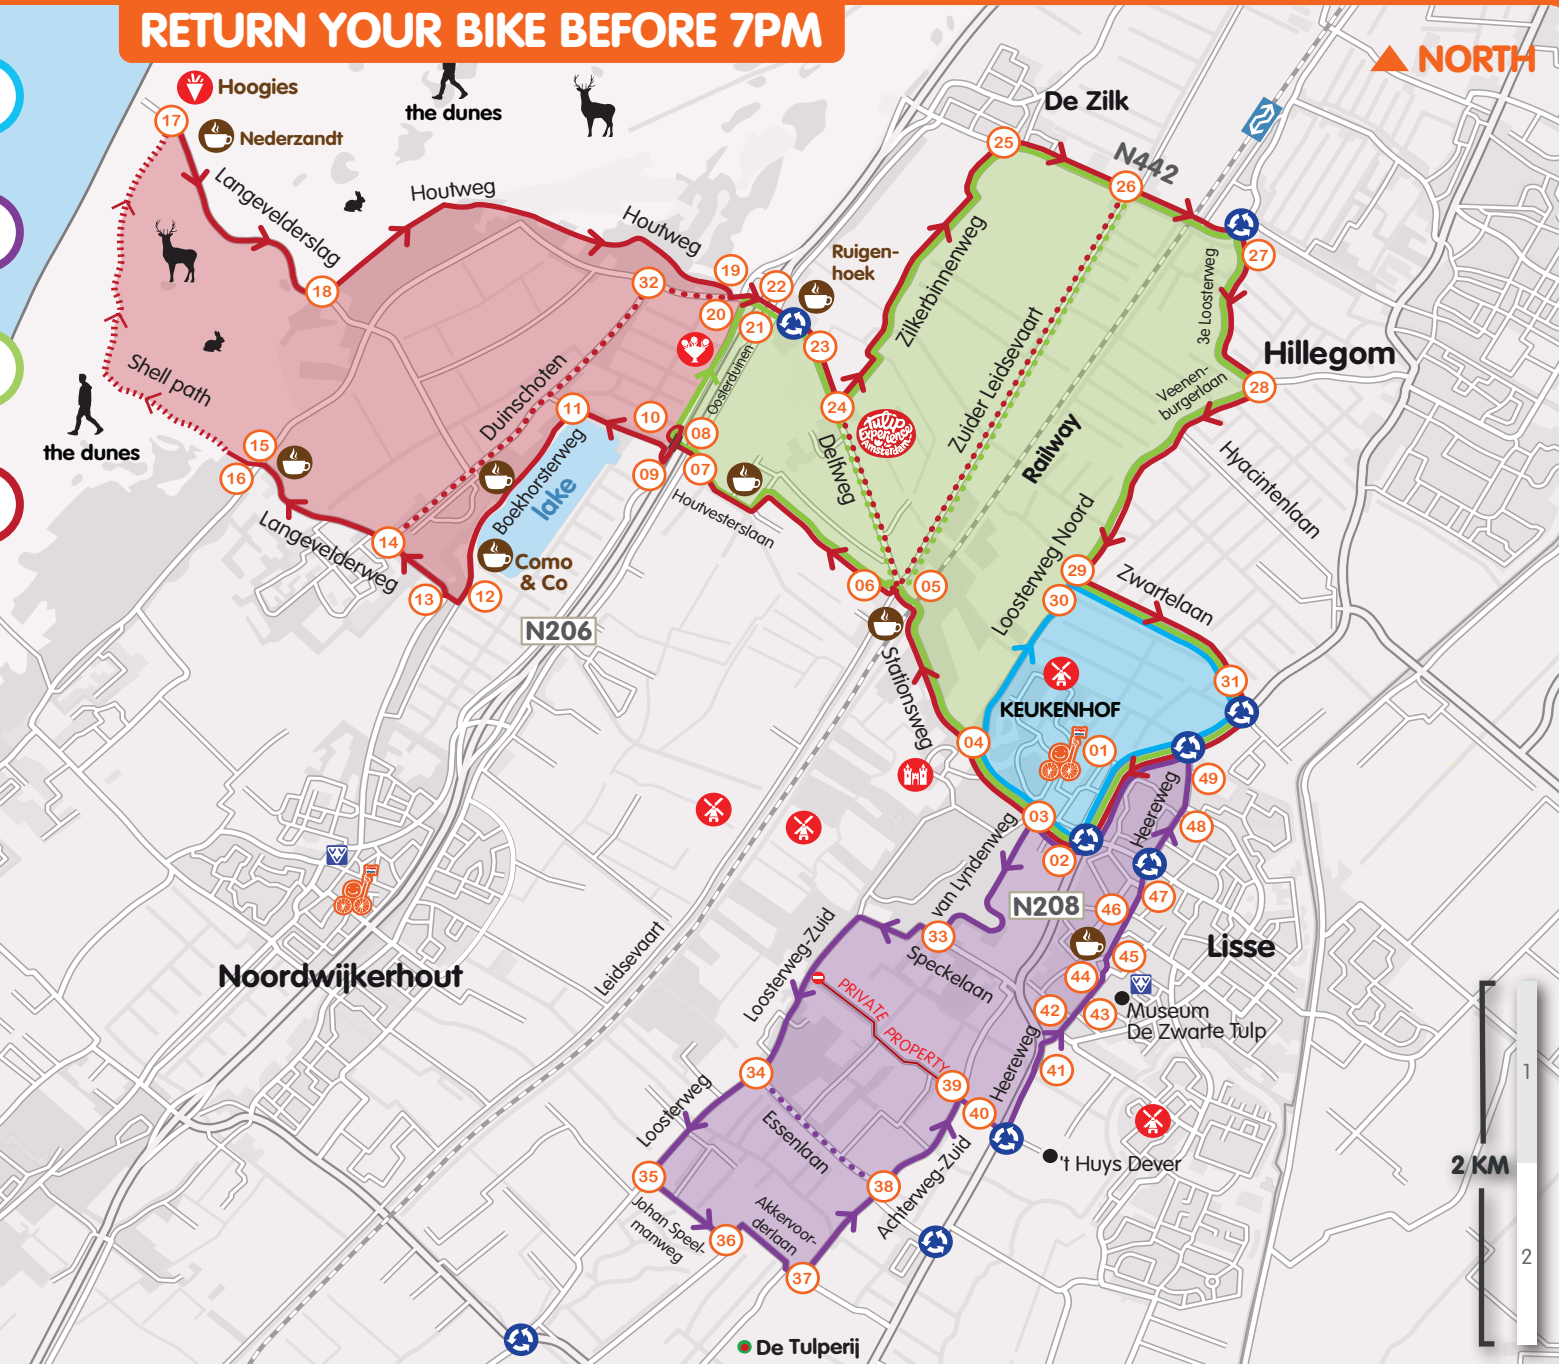 RETURN YOUR BIKE BEFORE 7PM
NORTH
Hoogies
17
Nederzandt
the dunes
De Zilk
25
N442
26
Langevelderslag
Houtweg
Houtweg
Ruigen-
hoek
27
3e Loosterweg
18
32
19
22
20
21
23
Zilkerbinnenweg
Zuider Leidsevaart
Hillegom
28
Veenen-
burgerlaan
Shell path
the dunes
Duinschoten
Oosterduinen
24
Tulip
Experience
Amsterdam
Delfweg
Railway
Hyacintenlaan
11
10
08
09
07
15
16
Boekhorsterweg
lake
Houtvesterslaan
Langevelderweg
14
Como
& Co
13
12
N206
06
05
Loosterweg Noord
29
30
Zwartelaan
31
Stationsweg
KEUKENHOF
04
01
49
48
Heereweg
03
02
van Lyndenweg
N208
46
47
33
Speckelaan
45
44
Lisse
42
43
Museum
De Zwarte Tulp
41
Noordwijkerhout
Leidsevaart
Loosterweg-Zuid
PRIVATE PROPERTY
Heereweg
34
39
40
Loosterweg
Essenlaan
't Huys Dever
35
38
Achterweg-Zuid
Johan Speel-
manweg
36
Akkervoor-
derlaan
37
De Tulperij
1
2 KM
2